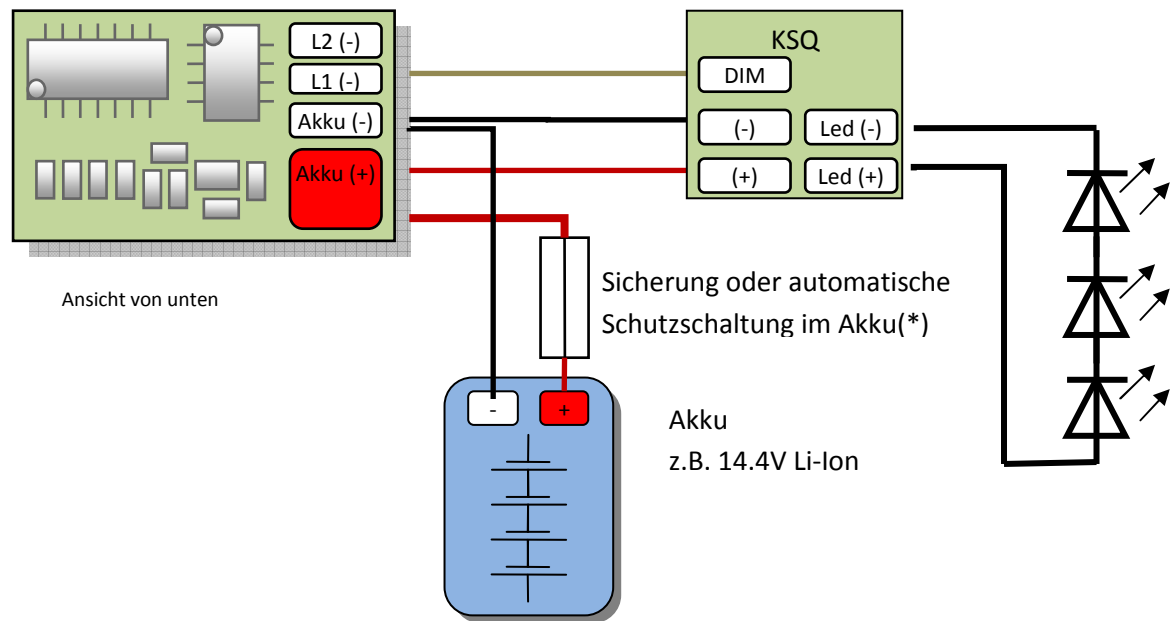 L2 (-)
L1 (-)
Akku (-)
Akku (+)
KSQ
DIM
(-)
Led (-)
(+)
Led (+)
Ansicht von unten
Sicherung oder automatische
Schutzschaltung im Akku(*)
-
+
Akku
z.B. 14.4V Li-Ion